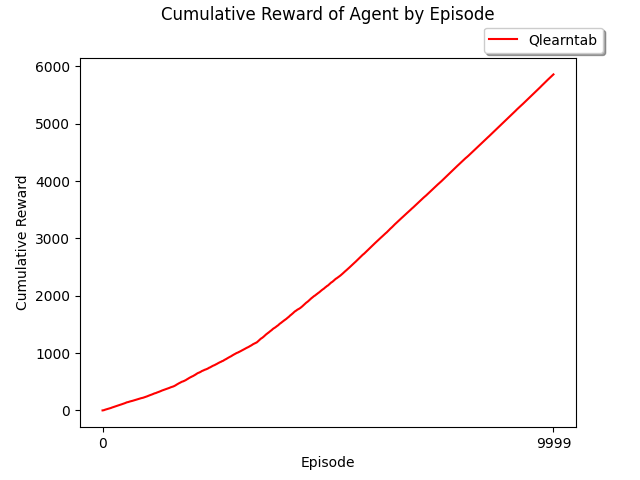 Cumulative Reward of Agent by Episode
Qlearntab
6000
5000
4000
3000
2000
1000
0
Cumulative Reward
0 9999
Episode